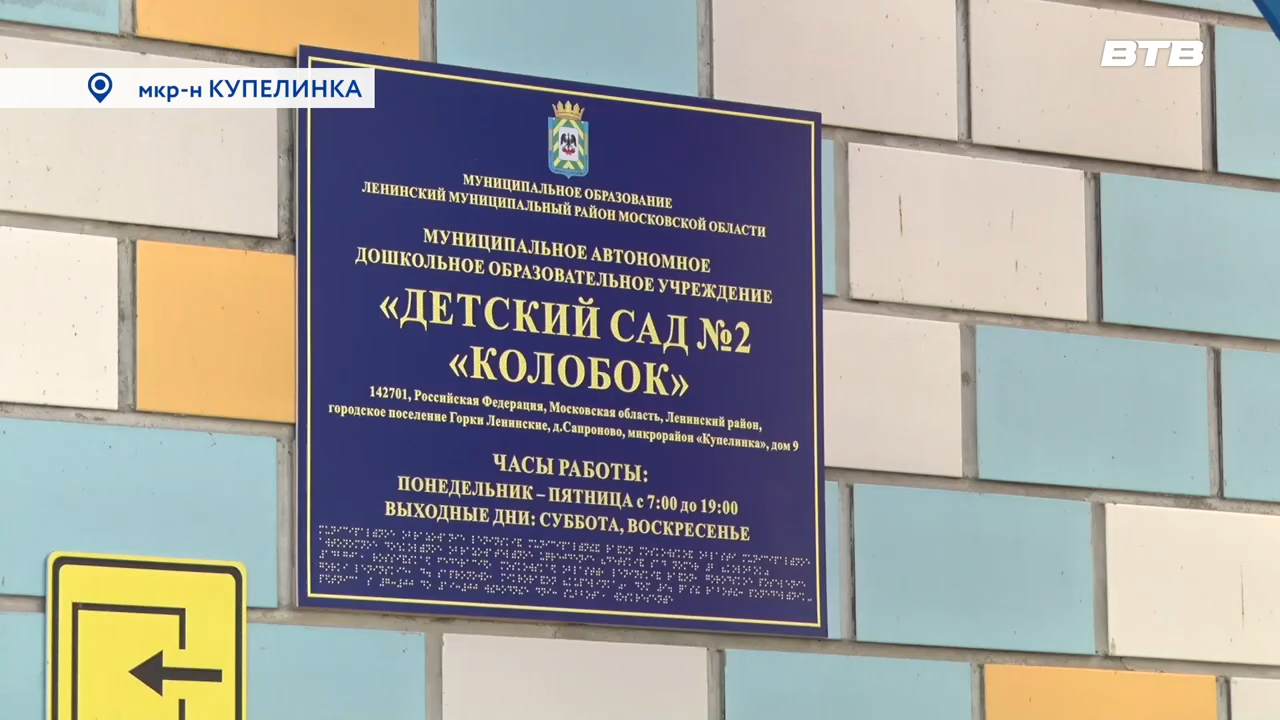 мкр-н КУПЕЛИНКА
ВТВ
МУНИЦИПАЛЬНОЕ ОБРАЗОВАНИЕ
ЛЕНИНСКИЙ МУНИЦИПАЛЬНЫЙ РАЙОН МОСКОВСКОЙ ОБЛАСТИ
МУНИЦИПАЛЬНОЕ АВТОНОМНОЕ
ДОШКОЛЬНОЕ ОБРАЗОВАТЕЛЬНОЕ УЧРЕЖДЕНИЕ
«ДЕТСКИЙ САД №2
«КОЛОБОК»
142701, Российская Федерация, Московская область, Ленинский район,
городское поселение Горки Ленинские, д.Сапроново, микрорайон «Купелинка», дом 9
ЧАСЫ РАБОТЫ:
ПОНЕДЕЛЬНИК – ПЯТНИЦА с 7:00 до 19:00
ВЫХОДНЫЕ ДНИ: СУББОТА, ВОСКРЕСЕНЬЕ